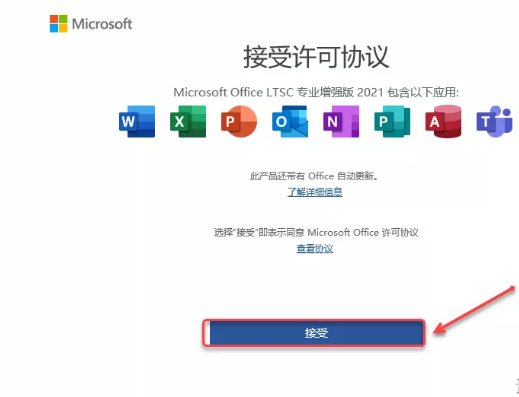 Microsoft
接受许可协议
Microsoft Office LTSC 专业增强版 2021 包含以下应用:
W X P O N P A T
此产品还带有 Office 自动更新。
了解详细信息
选择"接受"即表示同意 Microsoft Office 许可协议
查看协议
接受